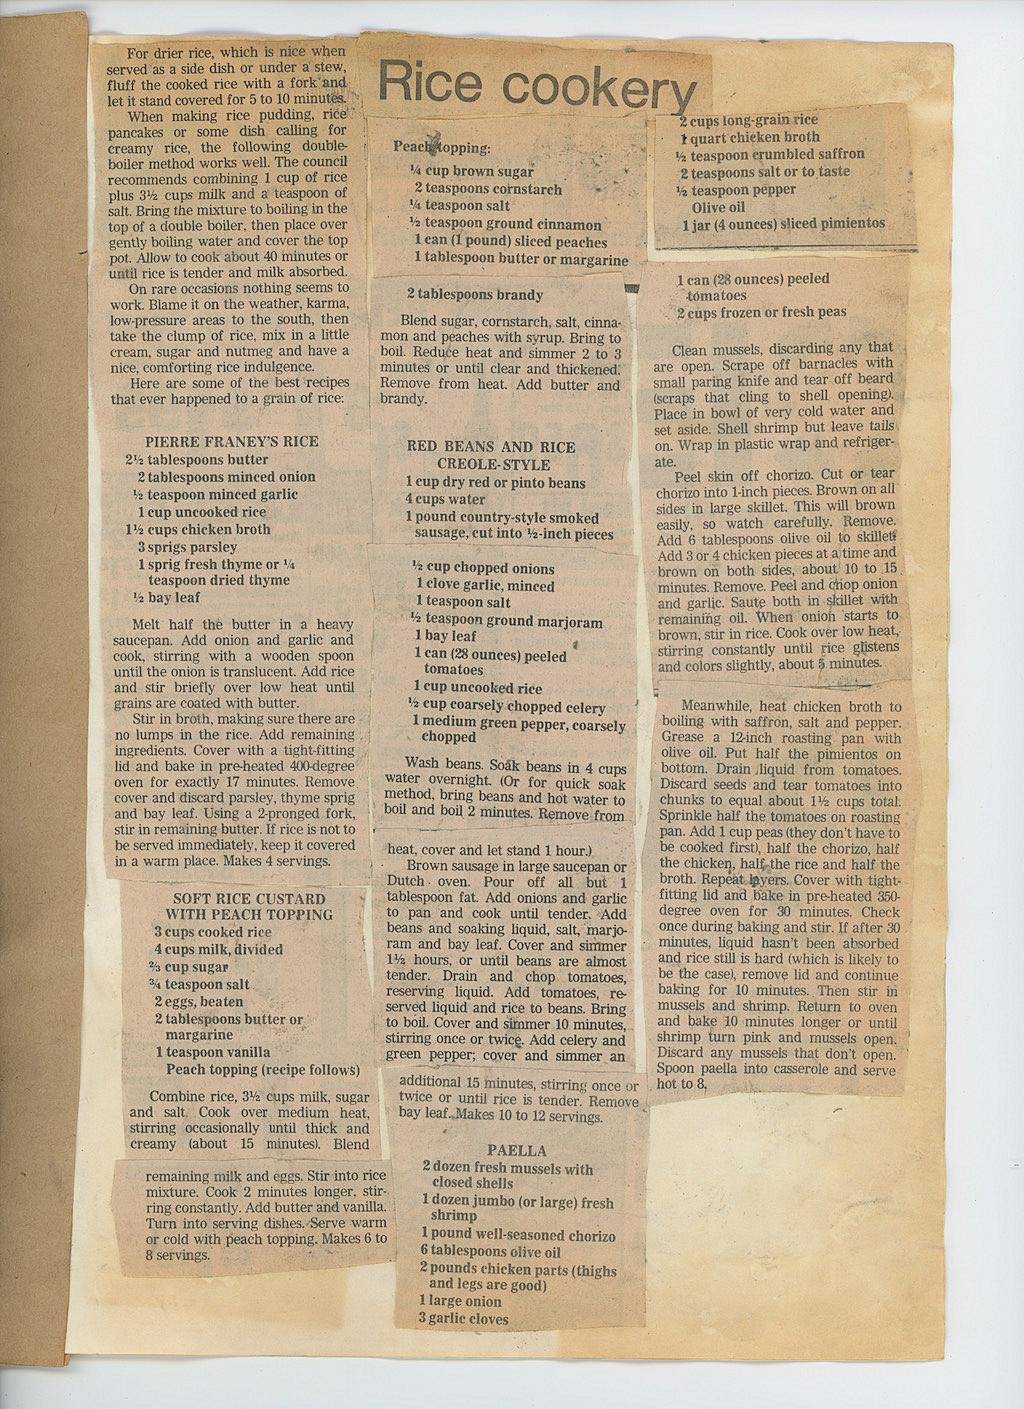 Rice cookery
For drier rice, which is nice when
served as a side dish or under a stew,
fluff the cooked rice with a fork and
let it stand covered for 5 to 10 minutes.
When making rice pudding, rice
pancakes or some dish calling for
creamy rice, the following double-
boiler method works well. The council
recommends combining 1 cup of rice
plus 3½ cups milk and a teaspoon of
salt. Bring the mixture to boiling in the
top of a double boiler, then place over
gently boiling water and cover the top
pot. Allow to cook about 40 minutes or
until rice is tender and milk absorbed.
On rare occasions nothing seems to
work. Blame it on the weather, karma,
low-pressure areas to the south, then
take the clump of rice, mix in a little
cream, sugar and nutmeg and have a
nice, comforting rice indulgence.
Here are some of the best recipes
that ever happened to a grain of rice:
PIERRE FRANEY'S RICE
2½ tablespoons butter
2 tablespoons minced onion
½ teaspoon minced garlic
1 cup uncooked rice
1½ cups chicken broth
3 sprigs parsley
1 sprig fresh thyme or ¼
teaspoon dried thyme
½ bay leaf
Melt half the butter in a heavy
saucepan. Add onion and garlic and
cook, stirring with a wooden spoon
until the onion is translucent. Add rice
and stir briefly over low heat until
grains are coated with butter.
Stir in broth, making sure there are
no lumps in the rice. Add remaining
ingredients. Cover with a tight-fitting
lid and bake in pre-heated 400-degree
oven for exactly 17 minutes. Remove
cover and discard parsley, thyme sprig
and bay leaf. Using a 2-pronged fork,
stir in remaining butter. If rice is not to
be served immediately, keep it covered
in a warm place. Makes 4 servings.
SOFT RICE CUSTARD
WITH PEACH TOPPING
3 cups cooked rice
4 cups milk, divided
⅔ cup sugar
¾ teaspoon salt
2 eggs, beaten
2 tablespoons butter or
margarine
1 teaspoon vanilla
Peach topping (recipe follows)
Combine rice, 3½ cups milk, sugar
and salt. Cook over medium heat,
stirring occasionally until thick and
creamy (about 15 minutes). Blend
remaining milk and eggs. Stir into rice
mixture. Cook 2 minutes longer, stir-
ring constantly. Add butter and vanilla.
Turn into serving dishes. Serve warm
or cold with peach topping. Makes 6 to
8 servings.
Peach topping:
¼ cup brown sugar
2 teaspoons cornstarch
¼ teaspoon salt
½ teaspoon ground cinnamon
1 can (1 pound) sliced peaches
1 tablespoon butter or margarine
2 tablespoons brandy
Blend sugar, cornstarch, salt, cinna-
mon and peaches with syrup. Bring to
boil. Reduce heat and simmer 2 to 3
minutes or until clear and thickened.
Remove from heat. Add butter and
brandy.
RED BEANS AND RICE
CREOLE-STYLE
1 cup dry red or pinto beans
4 cups water
1 pound country-style smoked
sausage, cut into ½-inch pieces
½ cup chopped onions
1 clove garlic, minced
1 teaspoon salt
½ teaspoon ground marjoram
1 bay leaf
1 can (28 ounces) peeled
tomatoes
1 cup uncooked rice
½ cup coarsely chopped celery
1 medium green pepper, coarsely
chopped
Wash beans. Soak beans in 4 cups
water overnight. (Or for quick soak
method, bring beans and hot water to
boil and boil 2 minutes. Remove from
heat, cover and let stand 1 hour.)
Brown sausage in large saucepan or
Dutch oven. Pour off all but 1
tablespoon fat. Add onions and garlic
to pan and cook until tender. Add
beans and soaking liquid, salt, marjo-
ram and bay leaf. Cover and simmer
1½ hours, or until beans are almost
tender. Drain and chop tomatoes,
reserving liquid. Add tomatoes, re-
served liquid and rice to beans. Bring
to boil. Cover and simmer 10 minutes,
stirring once or twice. Add celery and
green pepper; cover and simmer an
additional 15 minutes, stirring once or
twice or until rice is tender. Remove
bay leaf. Makes 10 to 12 servings.
PAELLA
2 dozen fresh mussels with
closed shells
1 dozen jumbo (or large) fresh
shrimp
1 pound well-seasoned chorizo
6 tablespoons olive oil
2 pounds chicken parts (thighs
and legs are good)
1 large onion
3 garlic cloves
2 cups long-grain rice
1 quart chicken broth
½ teaspoon crumbled saffron
2 teaspoons salt or to taste
½ teaspoon pepper
Olive oil
1 jar (4 ounces) sliced pimientos
1 can (28 ounces) peeled
tomatoes
2 cups frozen or fresh peas
Clean mussels, discarding any that
are open. Scrape off barnacles with
small paring knife and tear off beard
(scraps that cling to shell opening).
Place in bowl of very cold water and
set aside. Shell shrimp but leave tails
on. Wrap in plastic wrap and refriger-
ate.
Peel skin off chorizo. Cut or tear
chorizo into 1-inch pieces. Brown on all
sides in large skillet. This will brown
easily, so watch carefully. Remove.
Add 6 tablespoons olive oil to skillet.
Add 3 or 4 chicken pieces at a time and
brown on both sides, about 10 to 15
minutes. Remove. Peel and chop onion
and garlic. Saute both in skillet with
remaining oil. When onion starts to
brown, stir in rice. Cook over low heat,
stirring constantly until rice glistens
and colors slightly, about 5 minutes.
Meanwhile, heat chicken broth to
boiling with saffron, salt and pepper.
Grease a 12-inch roasting pan with
olive oil. Put half the pimientos on
bottom. Drain liquid from tomatoes.
Discard seeds and tear tomatoes into
chunks to equal about 1½ cups total.
Sprinkle half the tomatoes on roasting
pan. Add 1 cup peas (they don't have to
be cooked first), half the chorizo, half
the chicken, half the rice and half the
broth. Repeat layers. Cover with tight-
fitting lid and bake in pre-heated 350-
degree oven for 30 minutes. Check
once during baking and stir. If after 30
minutes, liquid hasn't been absorbed
and rice still is hard (which is likely to
be the case), remove lid and continue
baking for 10 minutes. Then stir in
mussels and shrimp. Return to oven
and bake 10 minutes longer or until
shrimp turn pink and mussels open.
Discard any mussels that don't open.
Spoon paella into casserole and serve
hot to 8.